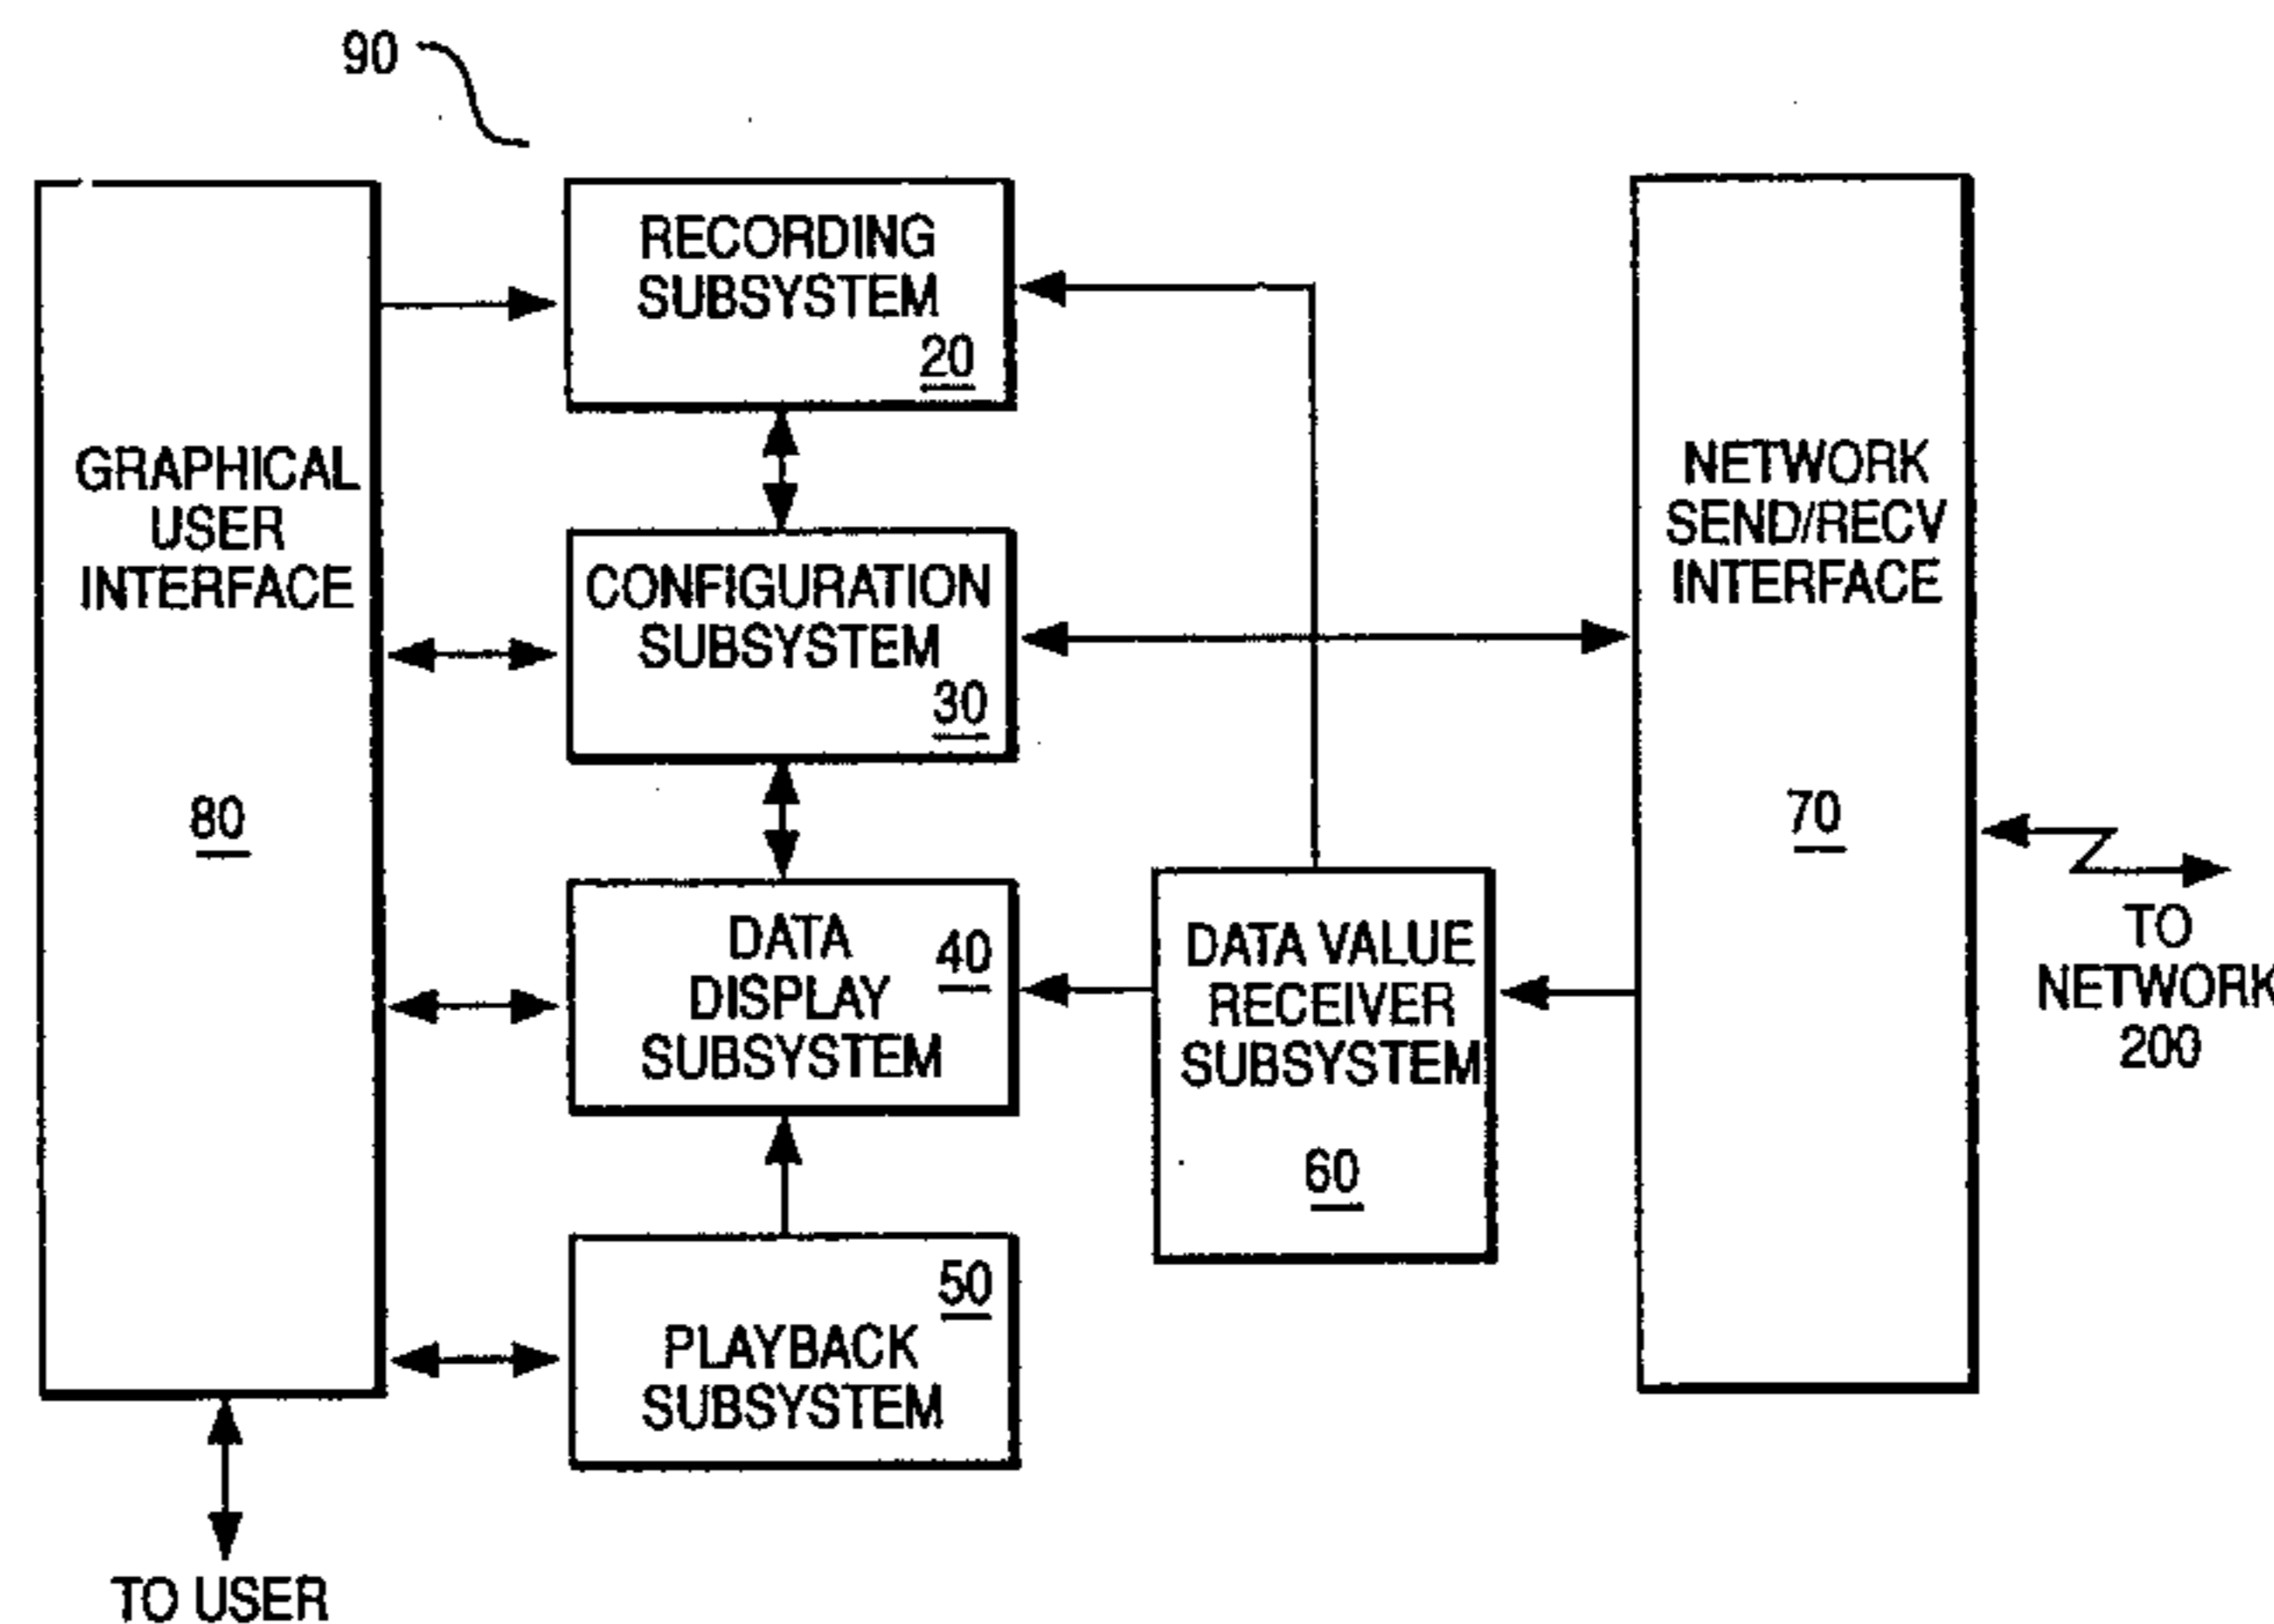 90
GRAPHICAL
USER
INTERFACE
80
TO USER
RECORDING
SUBSYSTEM
20
CONFIGURATION
SUBSYSTEM
30
DATA
DISPLAY
SUBSYSTEM
40
50
PLAYBACK
SUBSYSTEM
DATA VALUE
RECEIVER
SUBSYSTEM
60
NETWORK
SEND/RECV
INTERFACE
70
TO
NETWORK
200